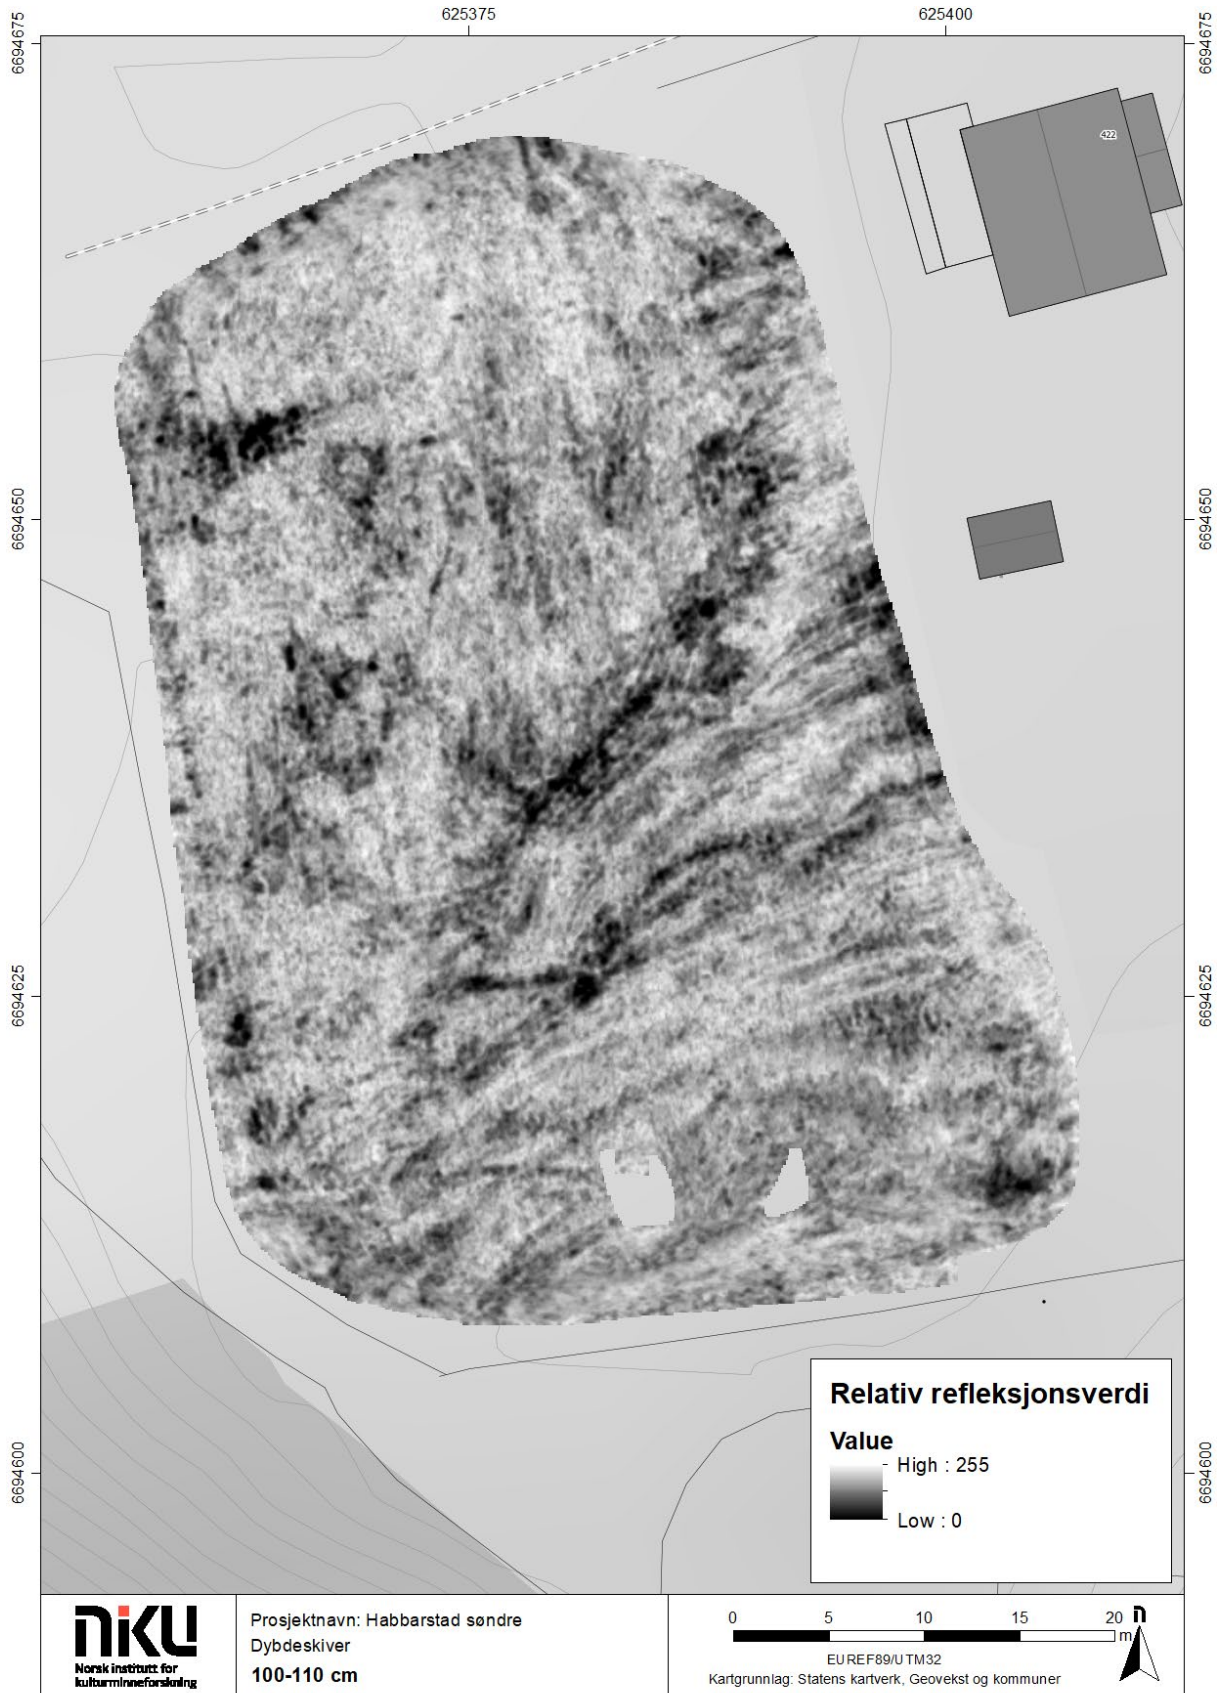 625375
625400
6694675
6694675
422
6694650
6694650
6694625
6694625
6694600
6694600
Relativ refleksjonsverdi
Value
High : 255
Low : 0
NIKU
Norsk institutt for
kulturminneforskning
Prosjektnavn: Habbarstad søndre
Dybdeskiver
100-110 cm
0 5 10 15 20
m
n
EUREF89/UTM32
Kartgrunnlag: Statens kartverk, Geovekst og kommuner